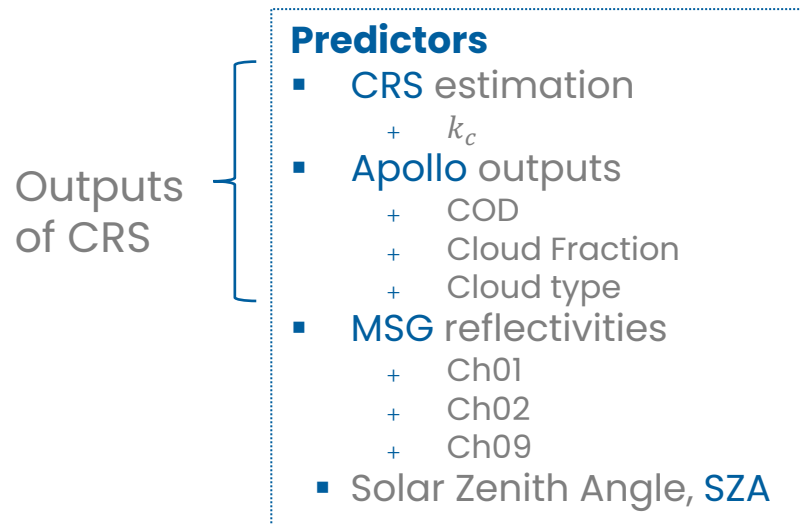 Predictors
▪ CRS estimation
+ k_c
▪ Apollo outputs
+ COD
+ Cloud Fraction
+ Cloud type
▪ MSG reflectivities
+ Ch01
+ Ch02
+ Ch09
▪ Solar Zenith Angle, SZA
Outputs
of CRS